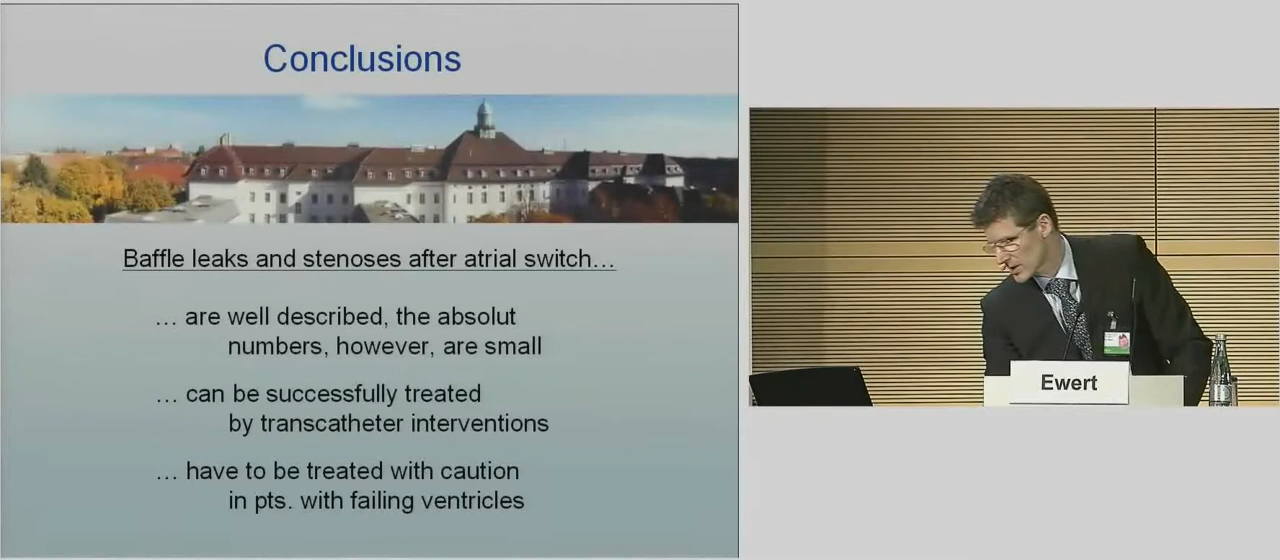 Conclusions
Baffle leaks and stenoses after atrial switch…
… are well described, the absolut
numbers, however, are small
… can be successfully treated
by transcatheter interventions
… have to be treated with caution
in pts. with failing ventricles
Ewert